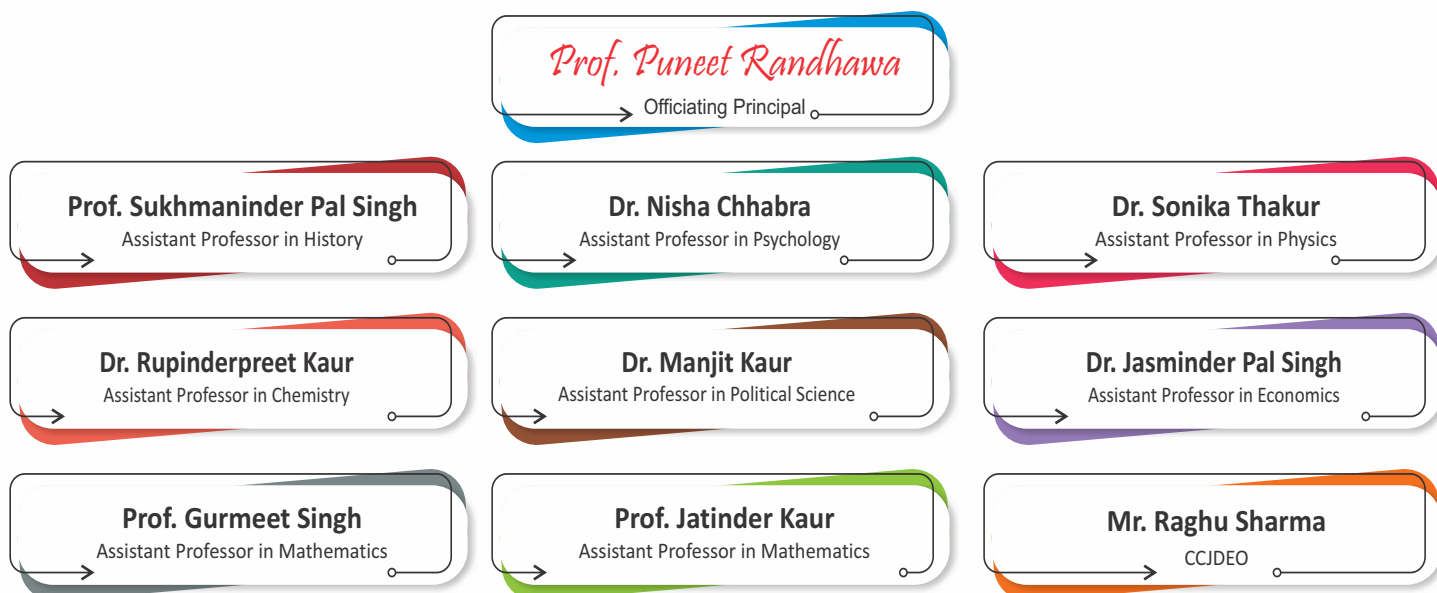 Prof. Puneet Randhawa
Officiating Principal
Prof. Sukhmaninder Pal Singh
Assistant Professor in History
Dr. Nisha Chhabra
Assistant Professor in Psychology
Dr. Sonika Thakur
Assistant Professor in Physics
Dr. Rupinderpreet Kaur
Assistant Professor in Chemistry
Dr. Manjit Kaur
Assistant Professor in Political Science
Dr. Jasminder Pal Singh
Assistant Professor in Economics
Prof. Gurmeet Singh
Assistant Professor in Mathematics
Prof. Jatinder Kaur
Assistant Professor in Mathematics
Mr. Raghu Sharma
CCJDEO